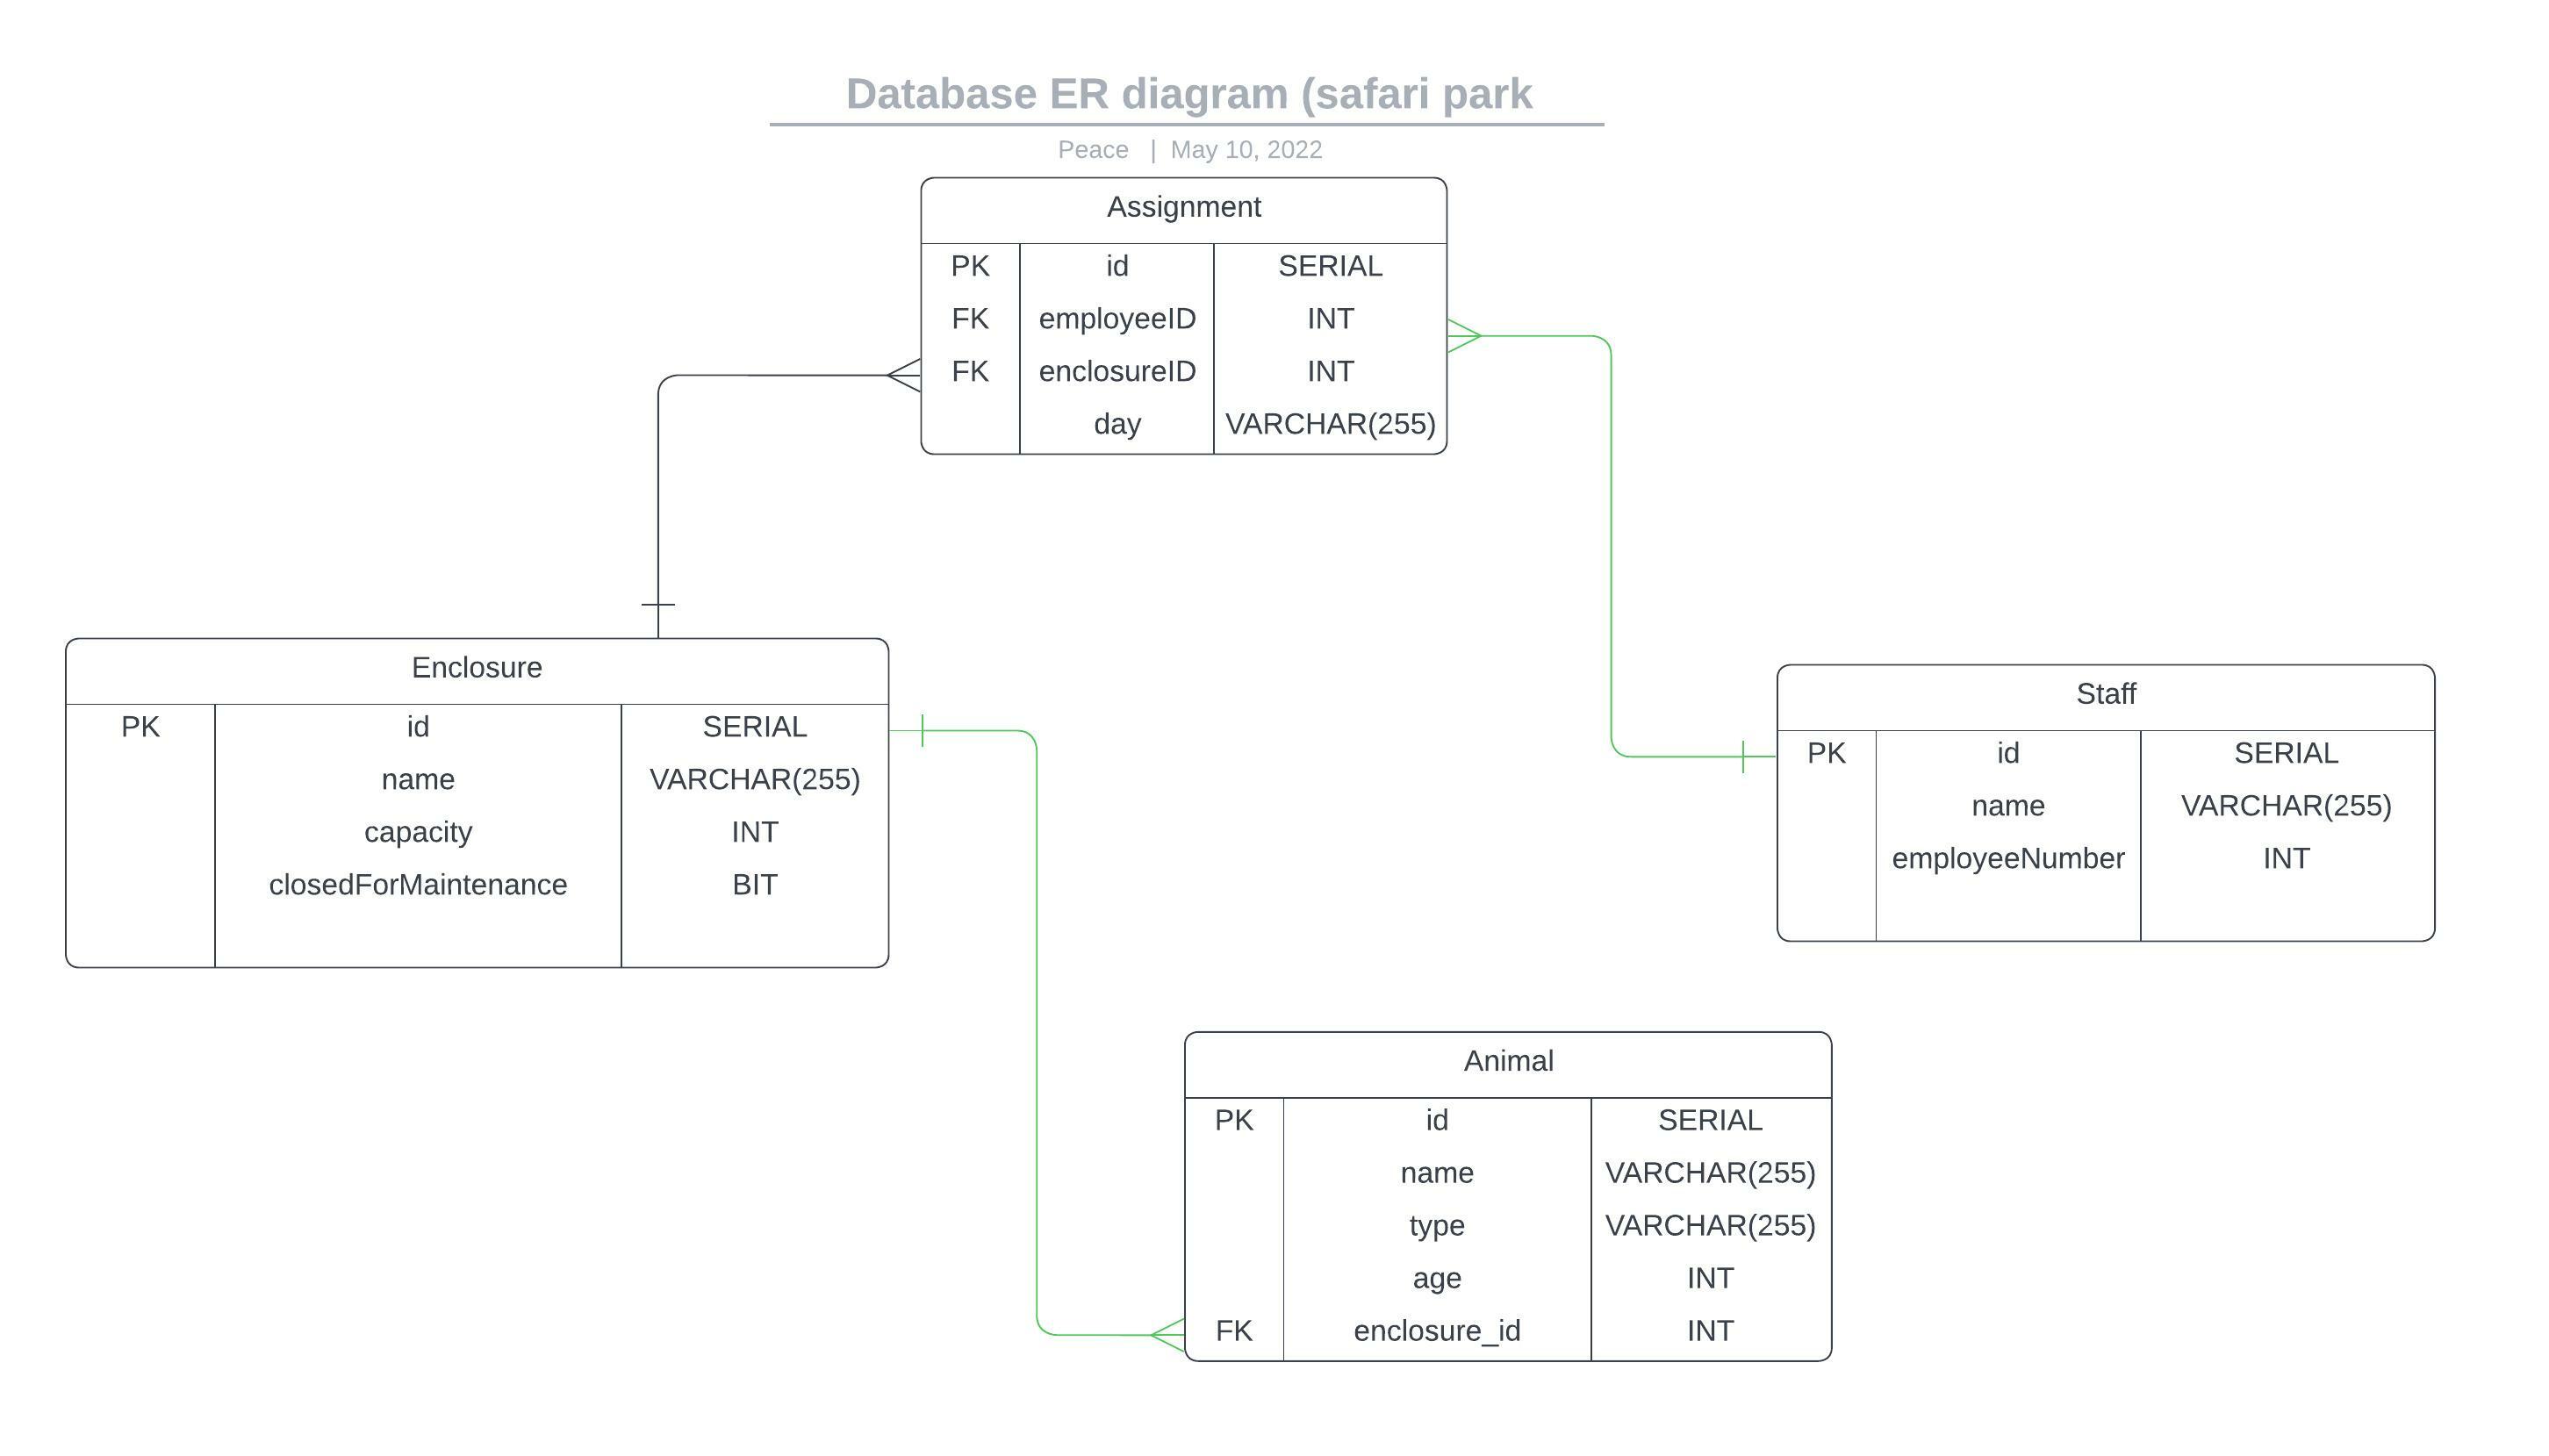 Database ER diagram (safari park
Peace | May 10, 2022
Assignment
PK id SERIAL
FK employeeID INT
FK enclosureID INT
day VARCHAR(255)
Enclosure
PK id SERIAL
name VARCHAR(255)
capacity INT
closedForMaintenance BIT
Staff
PK id SERIAL
name VARCHAR(255)
employeeNumber INT
Animal
PK id SERIAL
name VARCHAR(255)
type VARCHAR(255)
age INT
FK enclosure_id INT